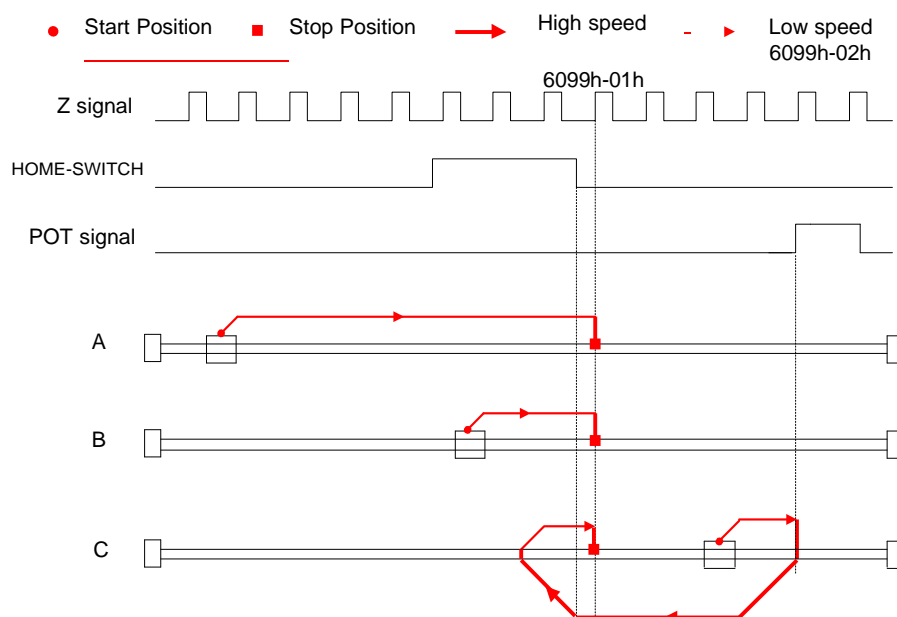 Start Position Stop Position High speed Low speed
6099h-02h
6099h-01h
Z signal
HOME-SWITCH
POT signal
A
B
C